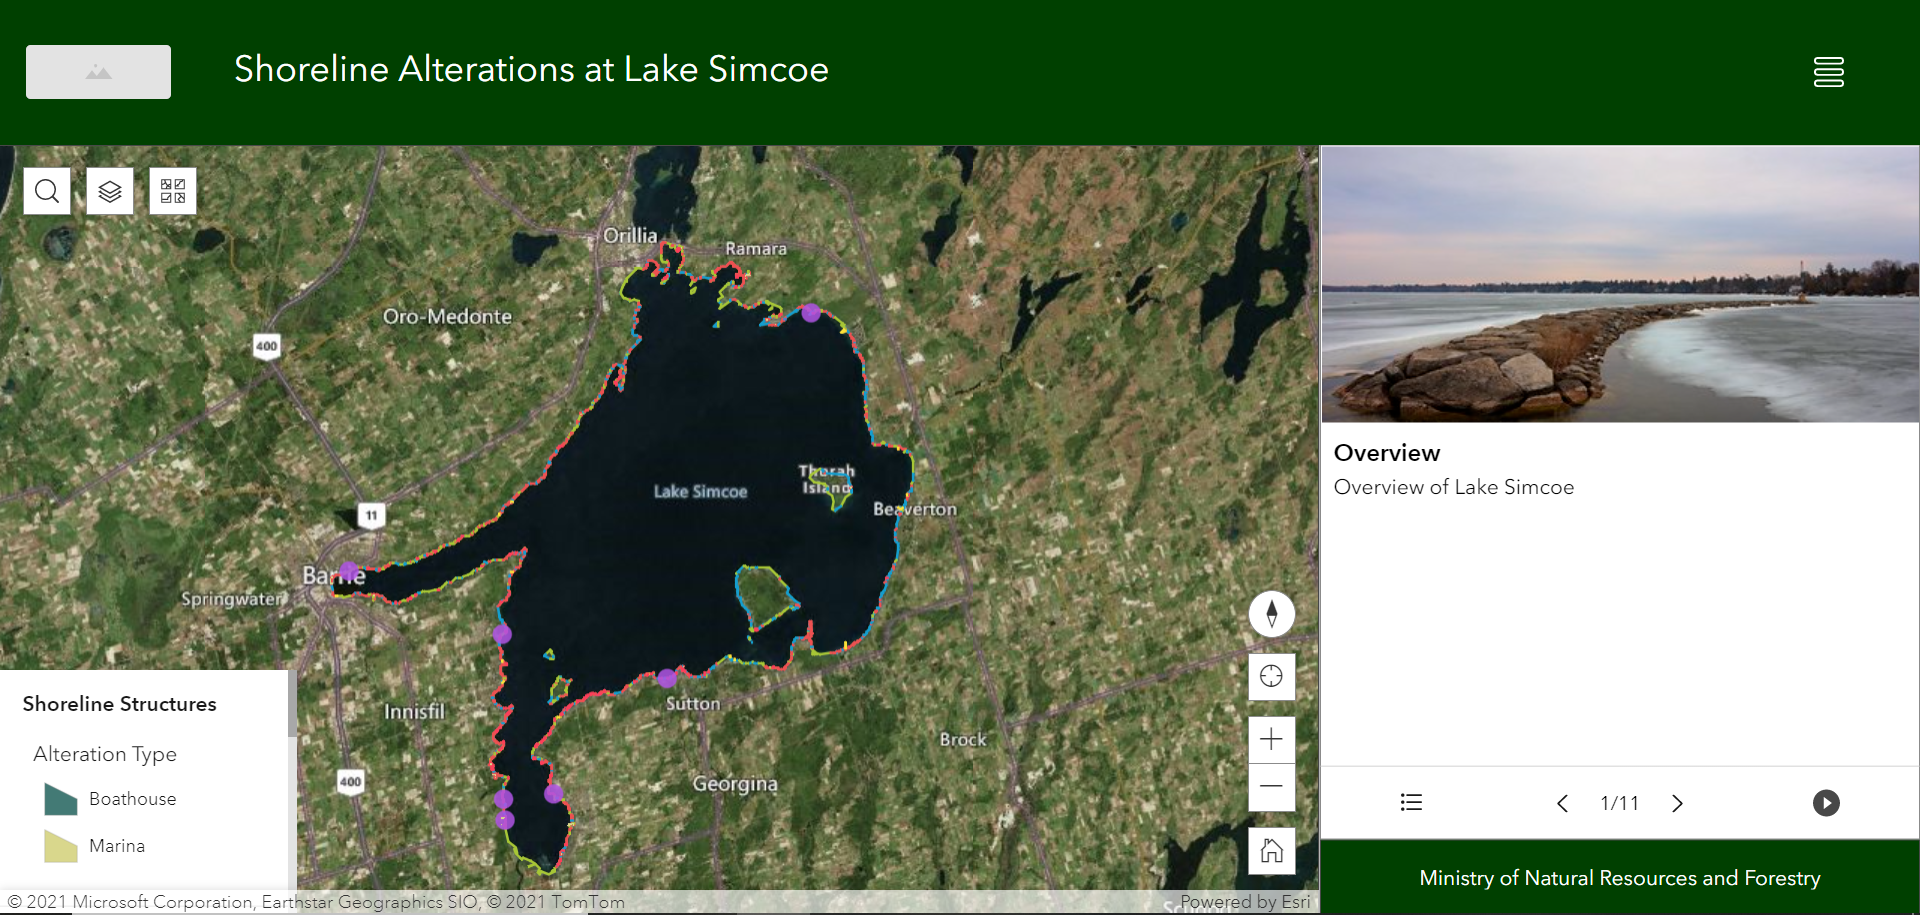 Shoreline Alterations at Lake Simcoe
Orillia
Ramara
Oro-Medonte
400
Thorah
Island
Lake Simcoe
Beaverton
11
Barrie
Springwater
Innisfil
Sutton
Brock
400
Georgina
Shoreline Structures
Alteration Type
Boathouse
Marina
© 2021 Microsoft Corporation, Earthstar Geographics SIO, © 2021 TomTom
Powered by Esri
Overview
Overview of Lake Simcoe
1/11
Ministry of Natural Resources and Forestry